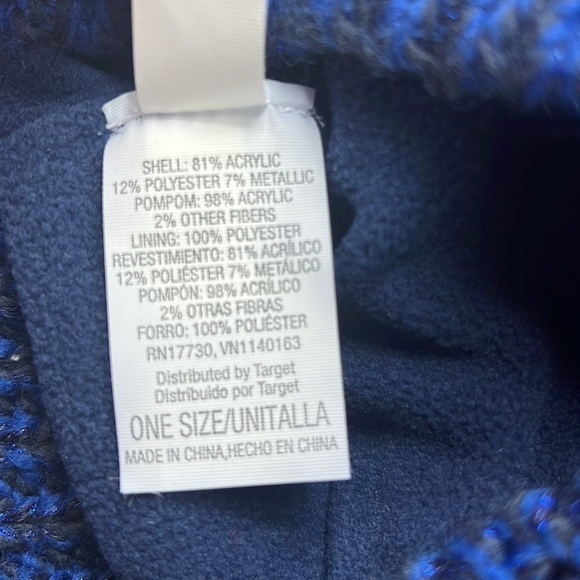 SHELL: 81% ACRYLIC
12% POLYESTER 7% METALLIC
POMPOM: 98% ACRYLIC
2% OTHER FIBERS
LINING: 100% POLYESTER
REVESTIMIENTO: 81% ACRÍLICO
12% POLIÉSTER 7% METÁLICO
POMPÓN: 98% ACRÍLICO
2% OTRAS FIBRAS
FORRO: 100% POLIÉSTER
RN17730, VN1140163
Distributed by Target
Distribuido por Target
ONE SIZE/UNITALLA
MADE IN CHINA,HECHO EN CHINA